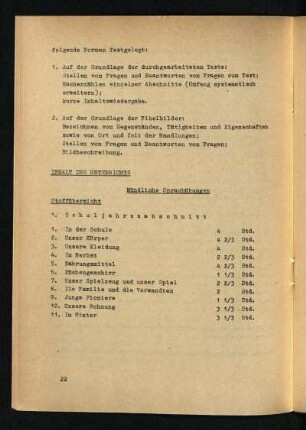 folgende Formen festgelegt:
1. Auf der Grundlage der durchgearbeiteten Texte:
Stellen von Fragen und Beantworten von Fragen zum Text;
Nacherzählen einzelner Abschnitte (Umfang systematisch
erweitern);
kurze Inhaltswiedergabe.
2. Auf der Grundlage der Fibelbilder:
Bezeichnen von Gegenständen, Tätigkeiten und Eigenschaften
sowie von Ort und Zeit der Handlungen;
Stellen von Fragen und Beantworten von Fragen;
Bildbeschreibung.
INHALT DES UNTERRICHTS
Mündliche Sprachübungen
Stoffübersicht
1. Schuljahresabschnitt
1. In der Schule 4 Std.
2. Unser Körper 4 2/3 Std.
3. Unsere Kleidung 4 Std.
4. Im Herbst 2 2/3 Std.
5. Nahrungsmittel 4 Std.
6. Küchengeschirr 1 1/3 Std.
7. Unser Spielzeug und unser Spiel 2 2/3 Std.
8. Die Familie und die Verwandten 2 Std.
9. Junge Pioniere 1 1/3 Std.
10. Unsere Wohnung 3 1/3 Std.
11. Im Winter 3 1/3 Std.
22